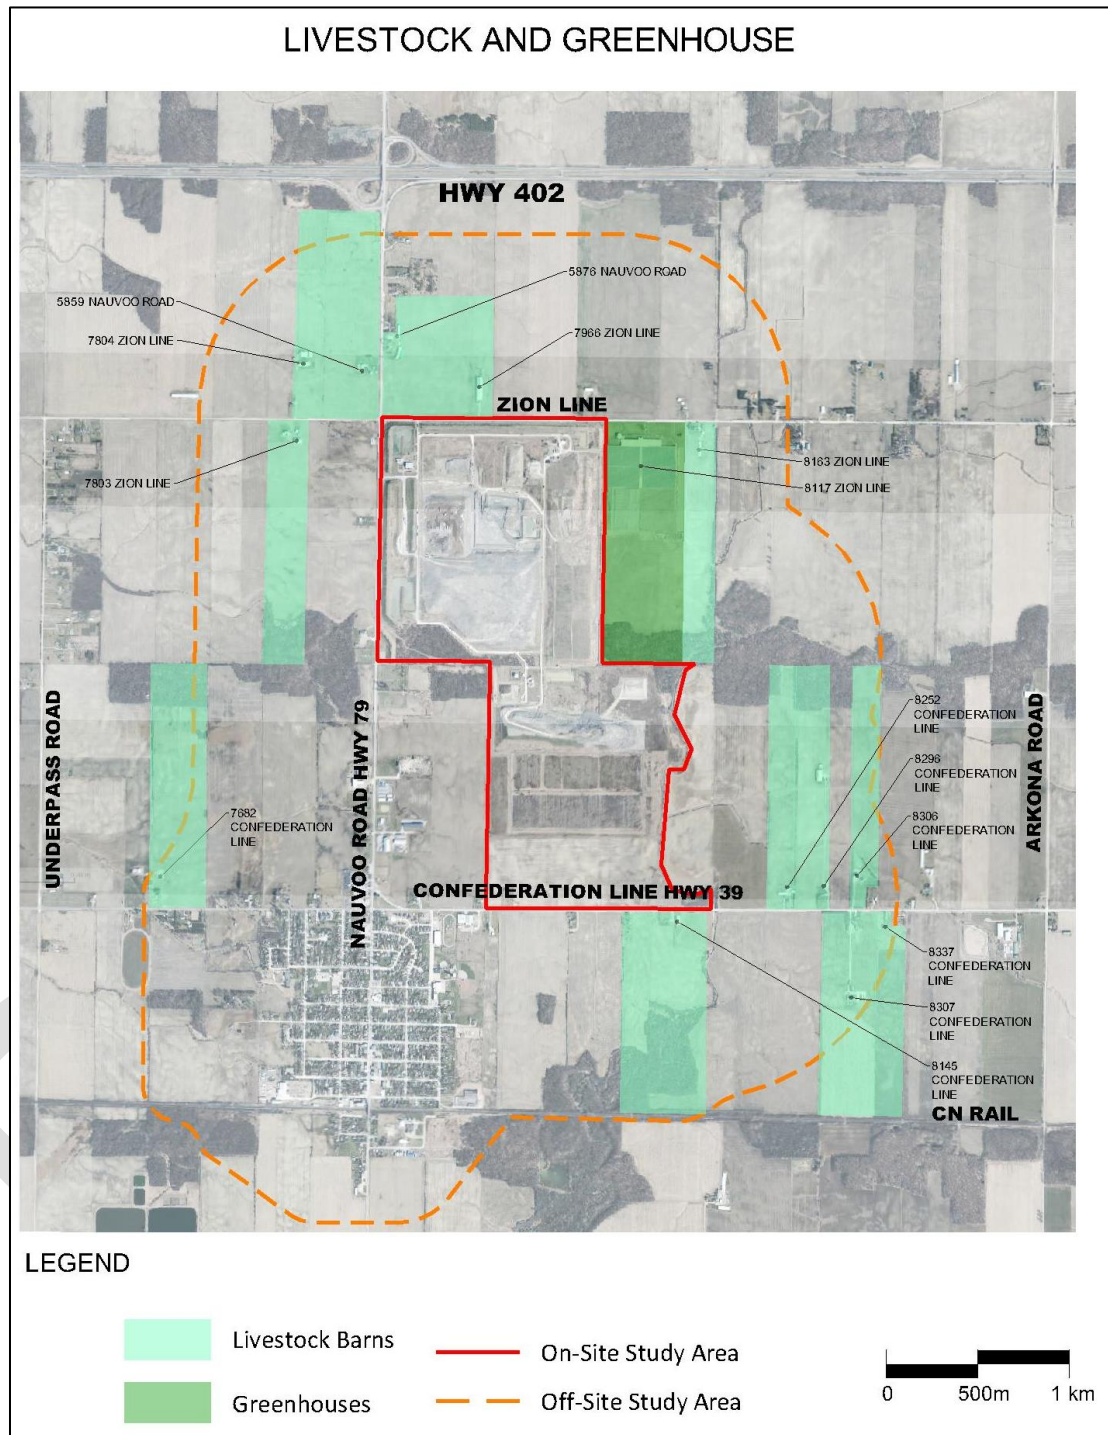 LIVESTOCK AND GREENHOUSE
HWY 402
5876 NAUVOO ROAD
5859 NAUVOO ROAD
7804 ZION LINE
7966 ZION LINE
ZION LINE
8163 ZION LINE
7803 ZION LINE
8117 ZION LINE
UNDERPASS ROAD
NAUVOO ROAD HWY 79
ARKONA ROAD
8252
CONFEDERATION
LINE
8296
CONFEDERATION
LINE
7682
CONFEDERATION
LINE
8306
CONFEDERATION
LINE
CONFEDERATION LINE HWY 39
8337
CONFEDERATION
LINE
8307
CONFEDERATION
LINE
8145
CONFEDERATION
LINE
CN RAIL
LEGEND
Livestock Barns
On-Site Study Area
Greenhouses
Off-Site Study Area
0 500m 1 km